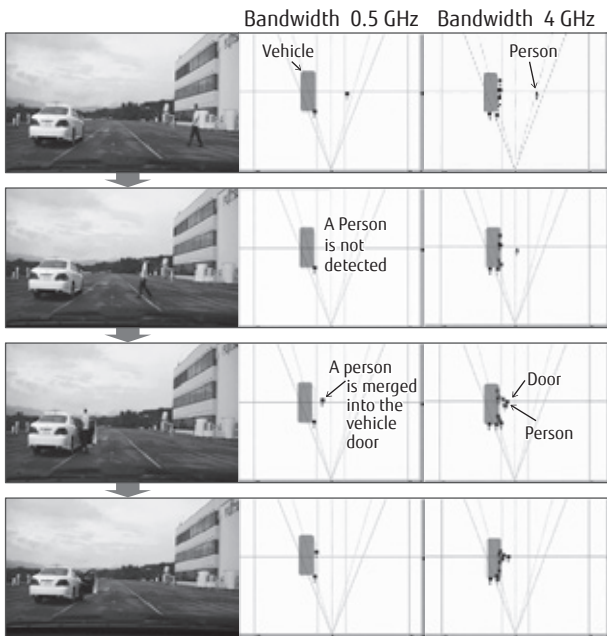 Bandwidth 0.5 GHz
Bandwidth 4 GHz
Vehicle
Person
A Person
is not
detected
A person
is merged
into the
vehicle
door
Door
Person